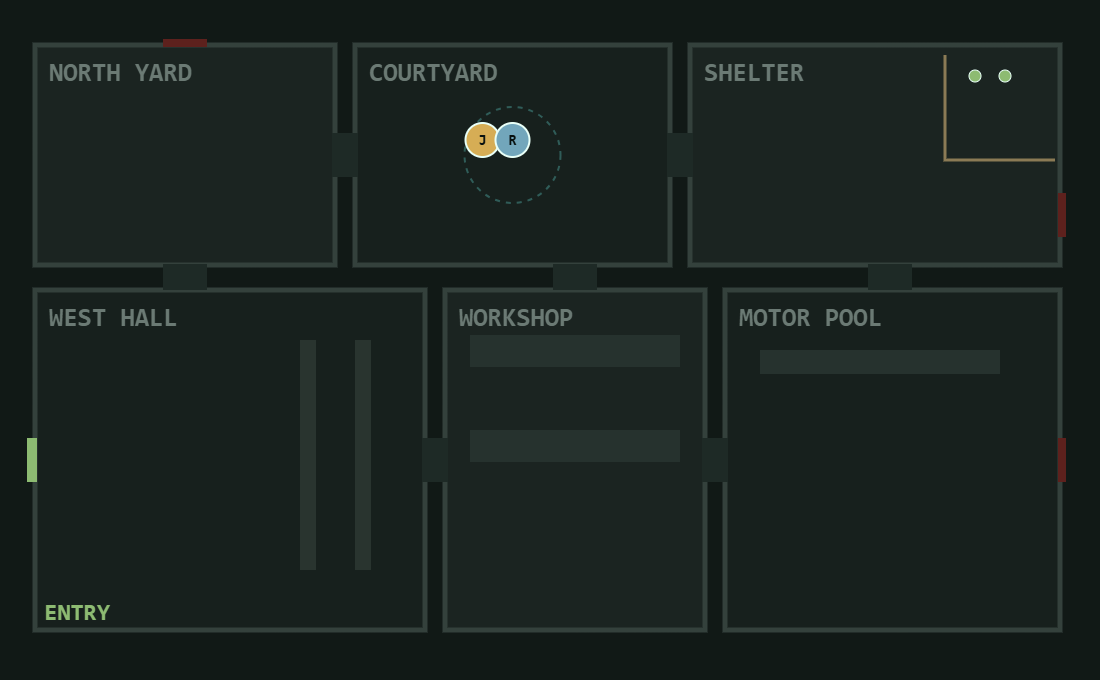 NORTH YARD
COURTYARD
SHELTER
J R
WEST HALL
WORKSHOP
MOTOR POOL
ENTRY